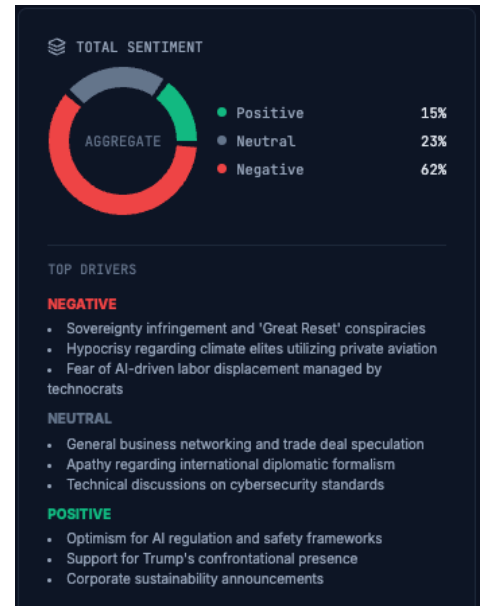 TOTAL SENTIMENT
AGGREGATE
Positive 15%
Neutral 23%
Negative 62%
TOP DRIVERS
NEGATIVE
• Sovereignty infringement and 'Great Reset' conspiracies
• Hypocrisy regarding climate elites utilizing private aviation
• Fear of AI-driven labor displacement managed by
technocrats
NEUTRAL
• General business networking and trade deal speculation
• Apathy regarding international diplomatic formalism
• Technical discussions on cybersecurity standards
POSITIVE
• Optimism for AI regulation and safety frameworks
• Support for Trump's confrontational presence
• Corporate sustainability announcements